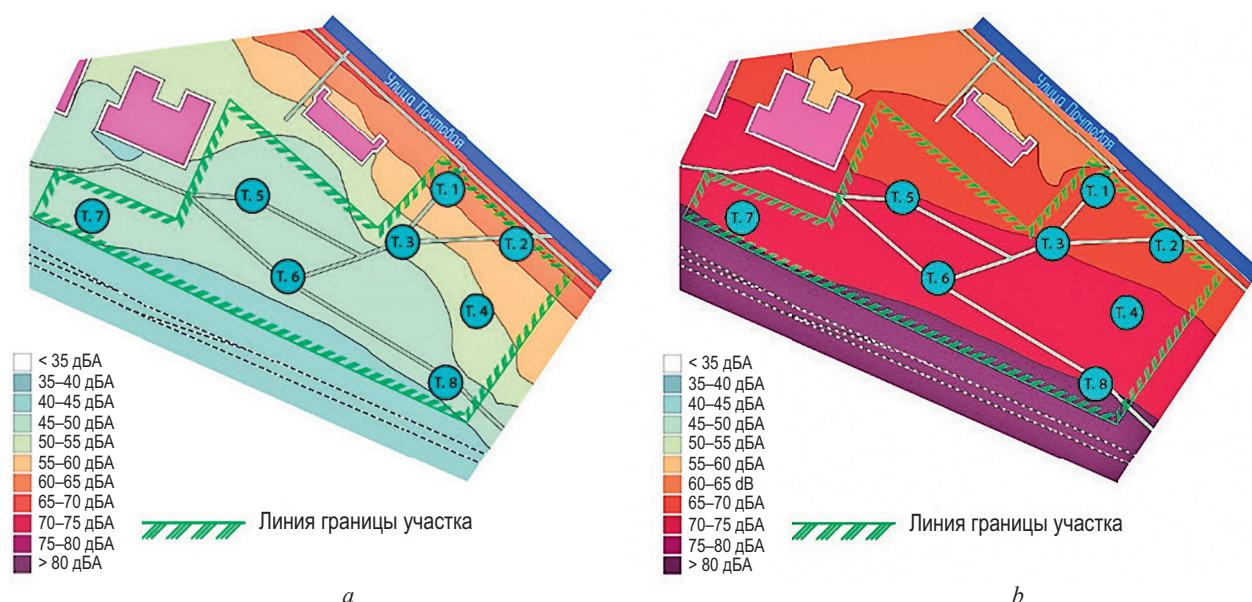 Улица Почтовая
Т. 1
Т. 5
Т. 7
Т. 3
Т. 2
Т. 6
Т. 4
Т. 8
< 35 дБА
35–40 дБА
40–45 дБА
45–50 дБА
50–55 дБА
55–60 дБА
60–65 дБА
65–70 дБА
70–75 дБА
75–80 дБА
> 80 дБА
Линия границы участка
a
Улица Почтовая
Т. 1
Т. 5
Т. 7
Т. 3
Т. 2
Т. 6
Т. 4
Т. 8
< 35 дБА
35–40 дБА
40–45 дБА
45–50 дБА
50–55 дБА
55–60 дБА
60–65 dB
65–70 дБА
70–75 дБА
75–80 дБА
> 80 дБА
Линия границы участка
b